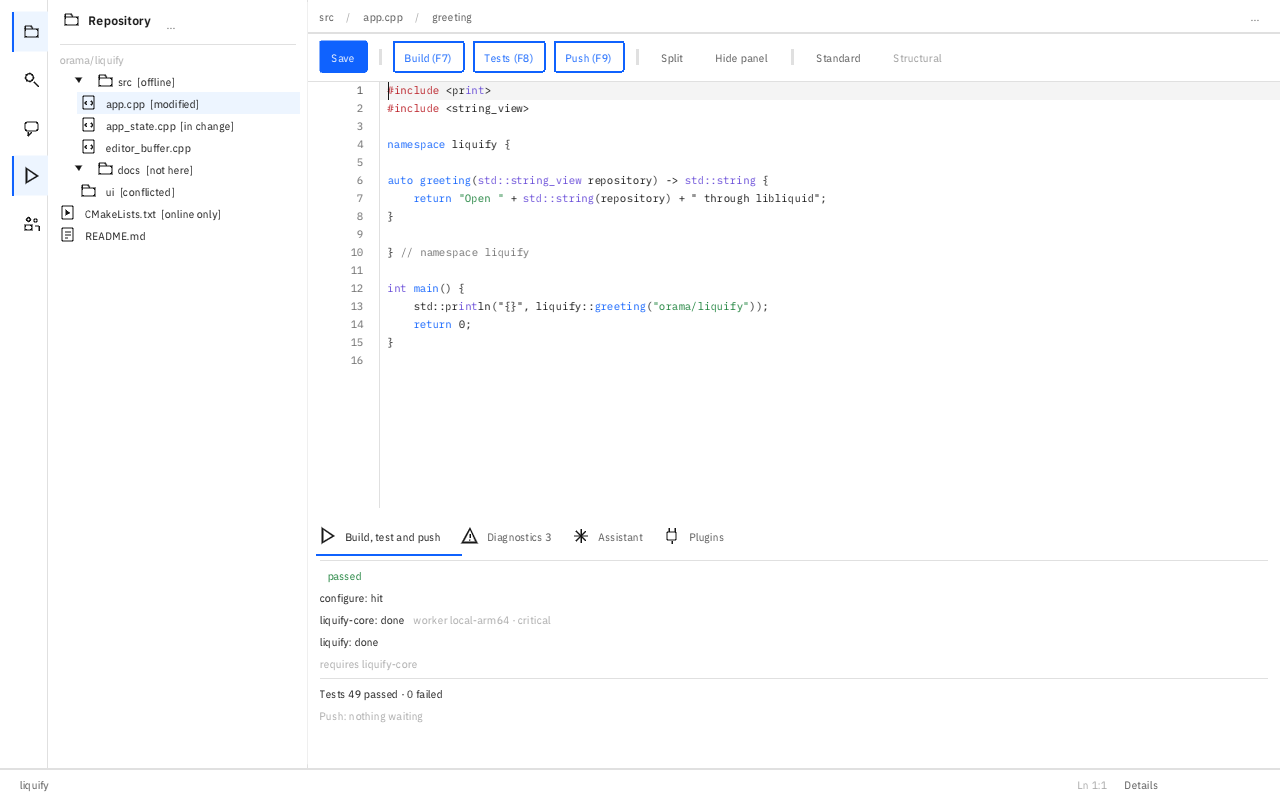 Repository ...
src / app.cpp / greeting ...
Save Build (F7) Tests (F8) Push (F9) Split Hide panel Standard Structural
orama/liquify
src [offline]
app.cpp [modified]
app_state.cpp [in change]
editor_buffer.cpp
docs [not here]
ui [conflicted]
CMakeLists.txt [online only]
README.md
1 #include <print>
2 #include <string_view>
3
4 namespace liquify {
5
6 auto greeting(std::string_view repository) -> std::string {
7     return "Open " + std::string(repository) + " through libliquid";
8 }
9
10 } // namespace liquify
11
12 int main() {
13     std::println("{}", liquify::greeting("orama/liquify"));
14     return 0;
15 }
16
Build, test and push Diagnostics 3 Assistant Plugins
passed
configure: hit
liquify-core: done worker local-arm64 · critical
liquify: done
requires liquify-core
Tests 49 passed · 0 failed
Push: nothing waiting
liquify Ln 1:1 Details